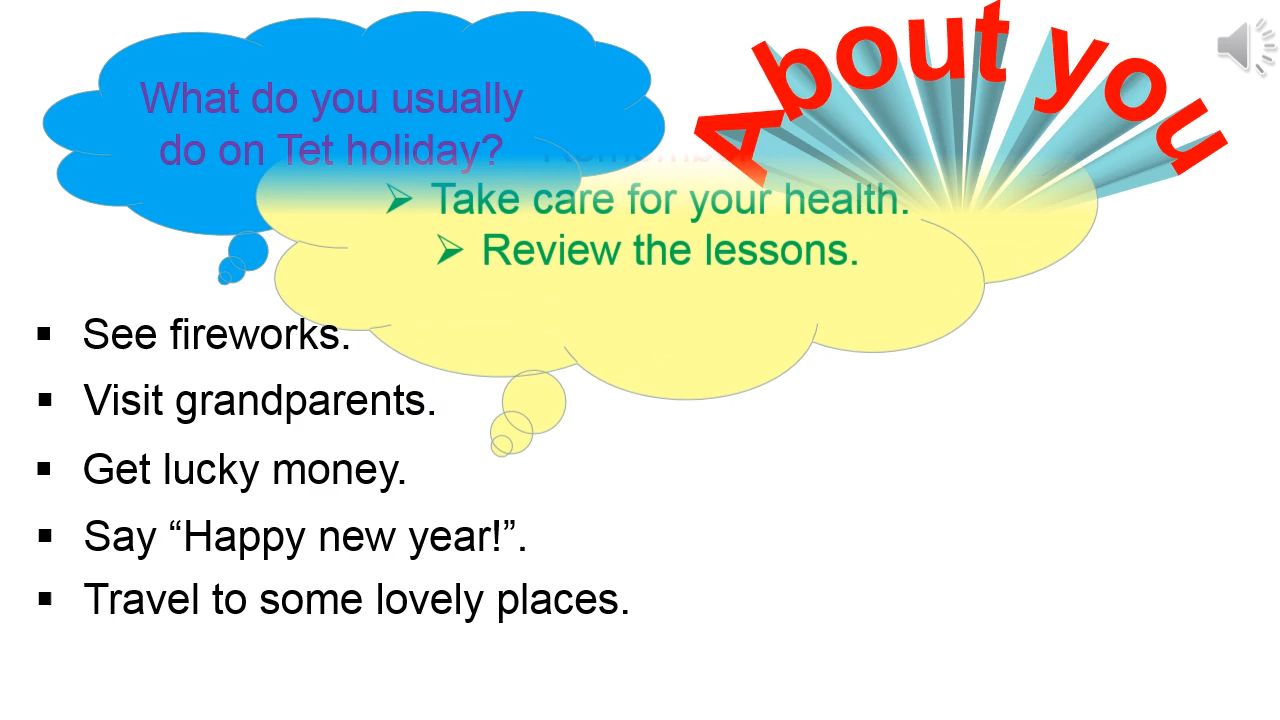 About you
What do you usually
do on Tet holiday?
➢ Take care for your health.
➢ Review the lessons.
▪ See fireworks.
▪ Visit grandparents.
▪ Get lucky money.
▪ Say “Happy new year!”.
▪ Travel to some lovely places.